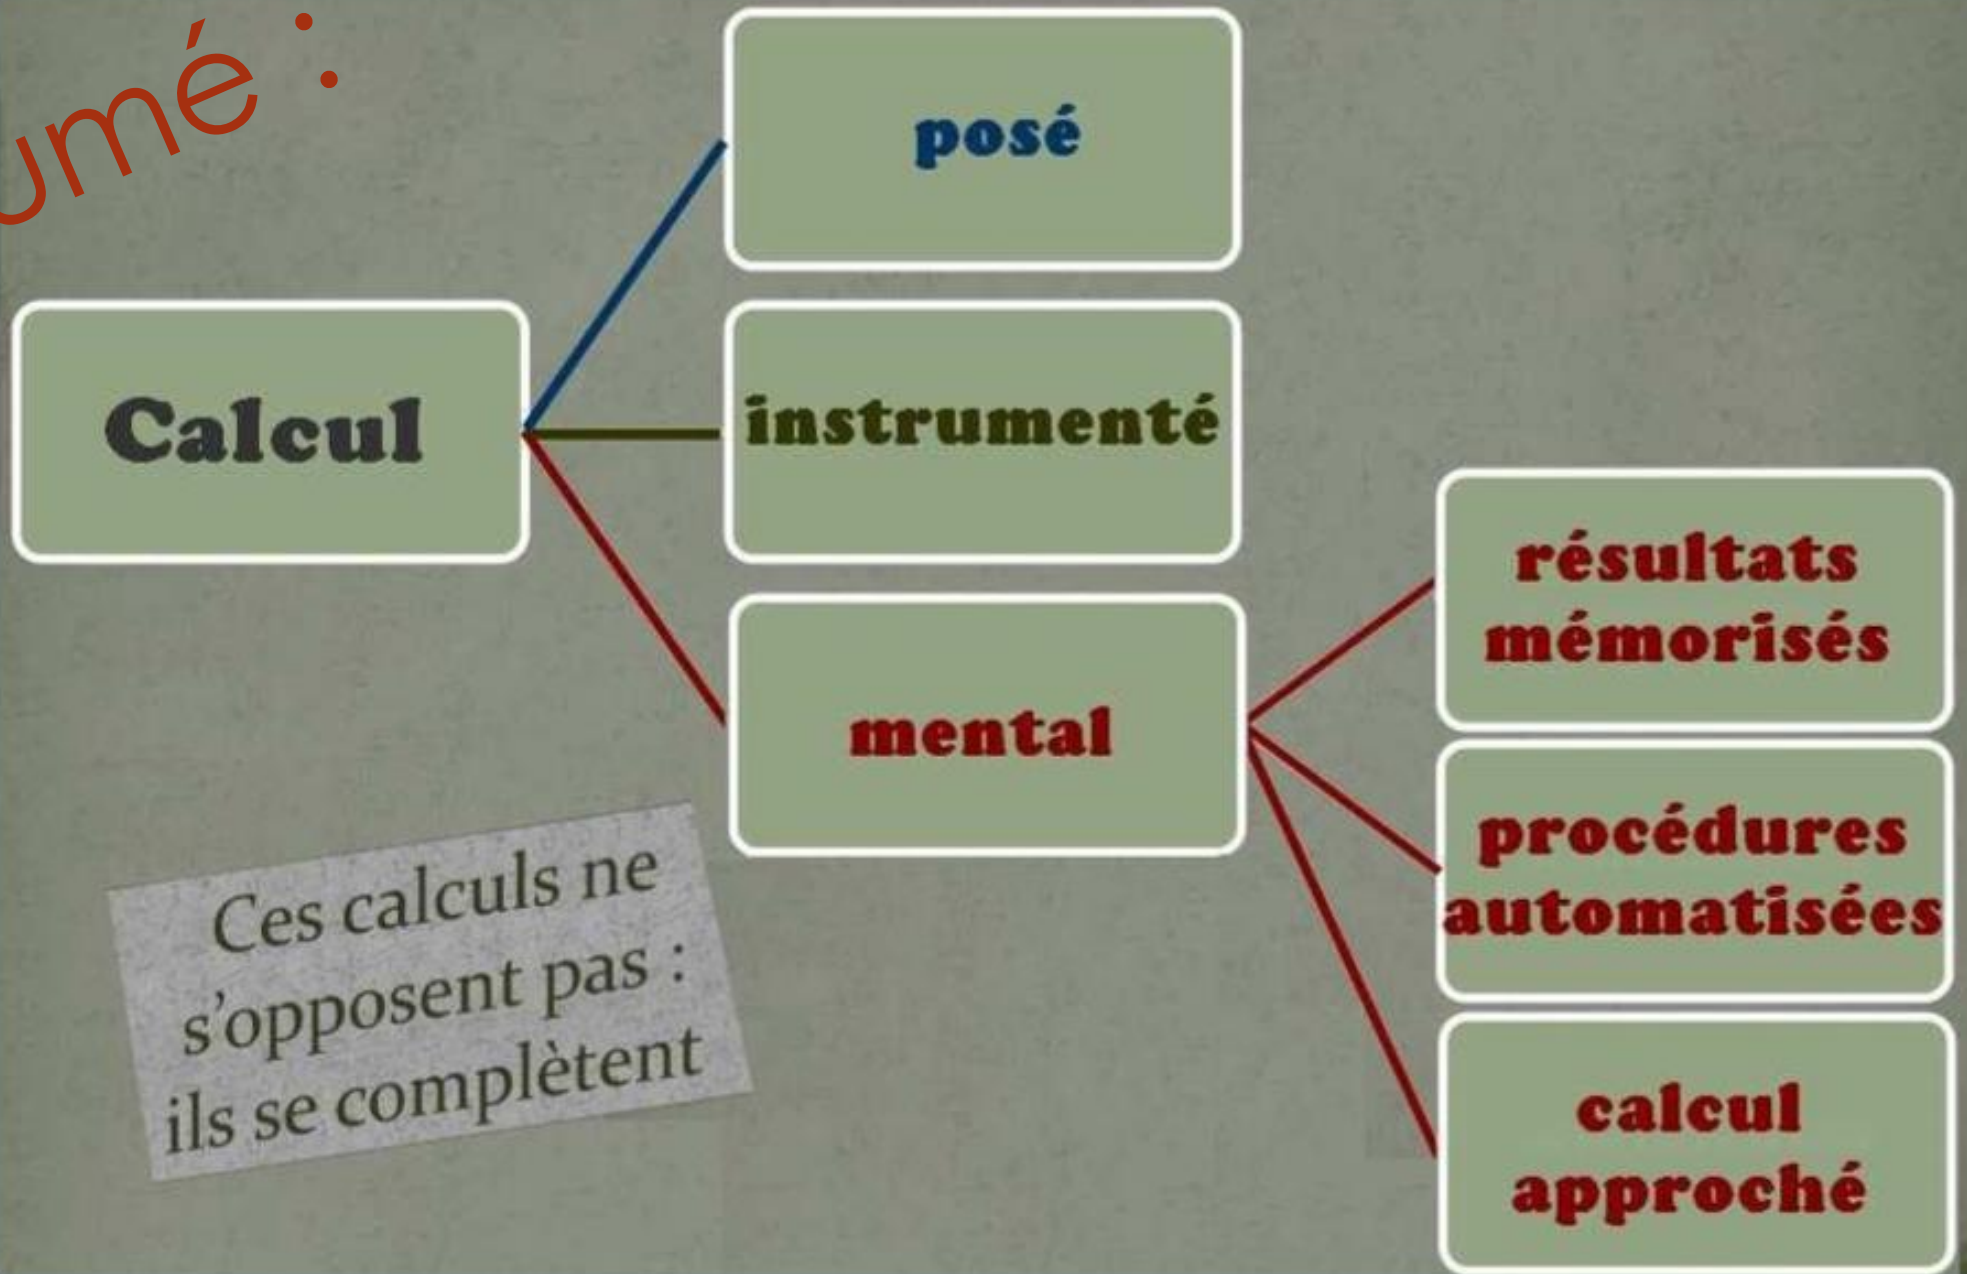 umé :
posé
Calcul
instrumenté
mental
résultats
mémorisés
procédures
automatisées
calcul
approché
Ces calculs ne
s'opposent pas :
ils se complètent